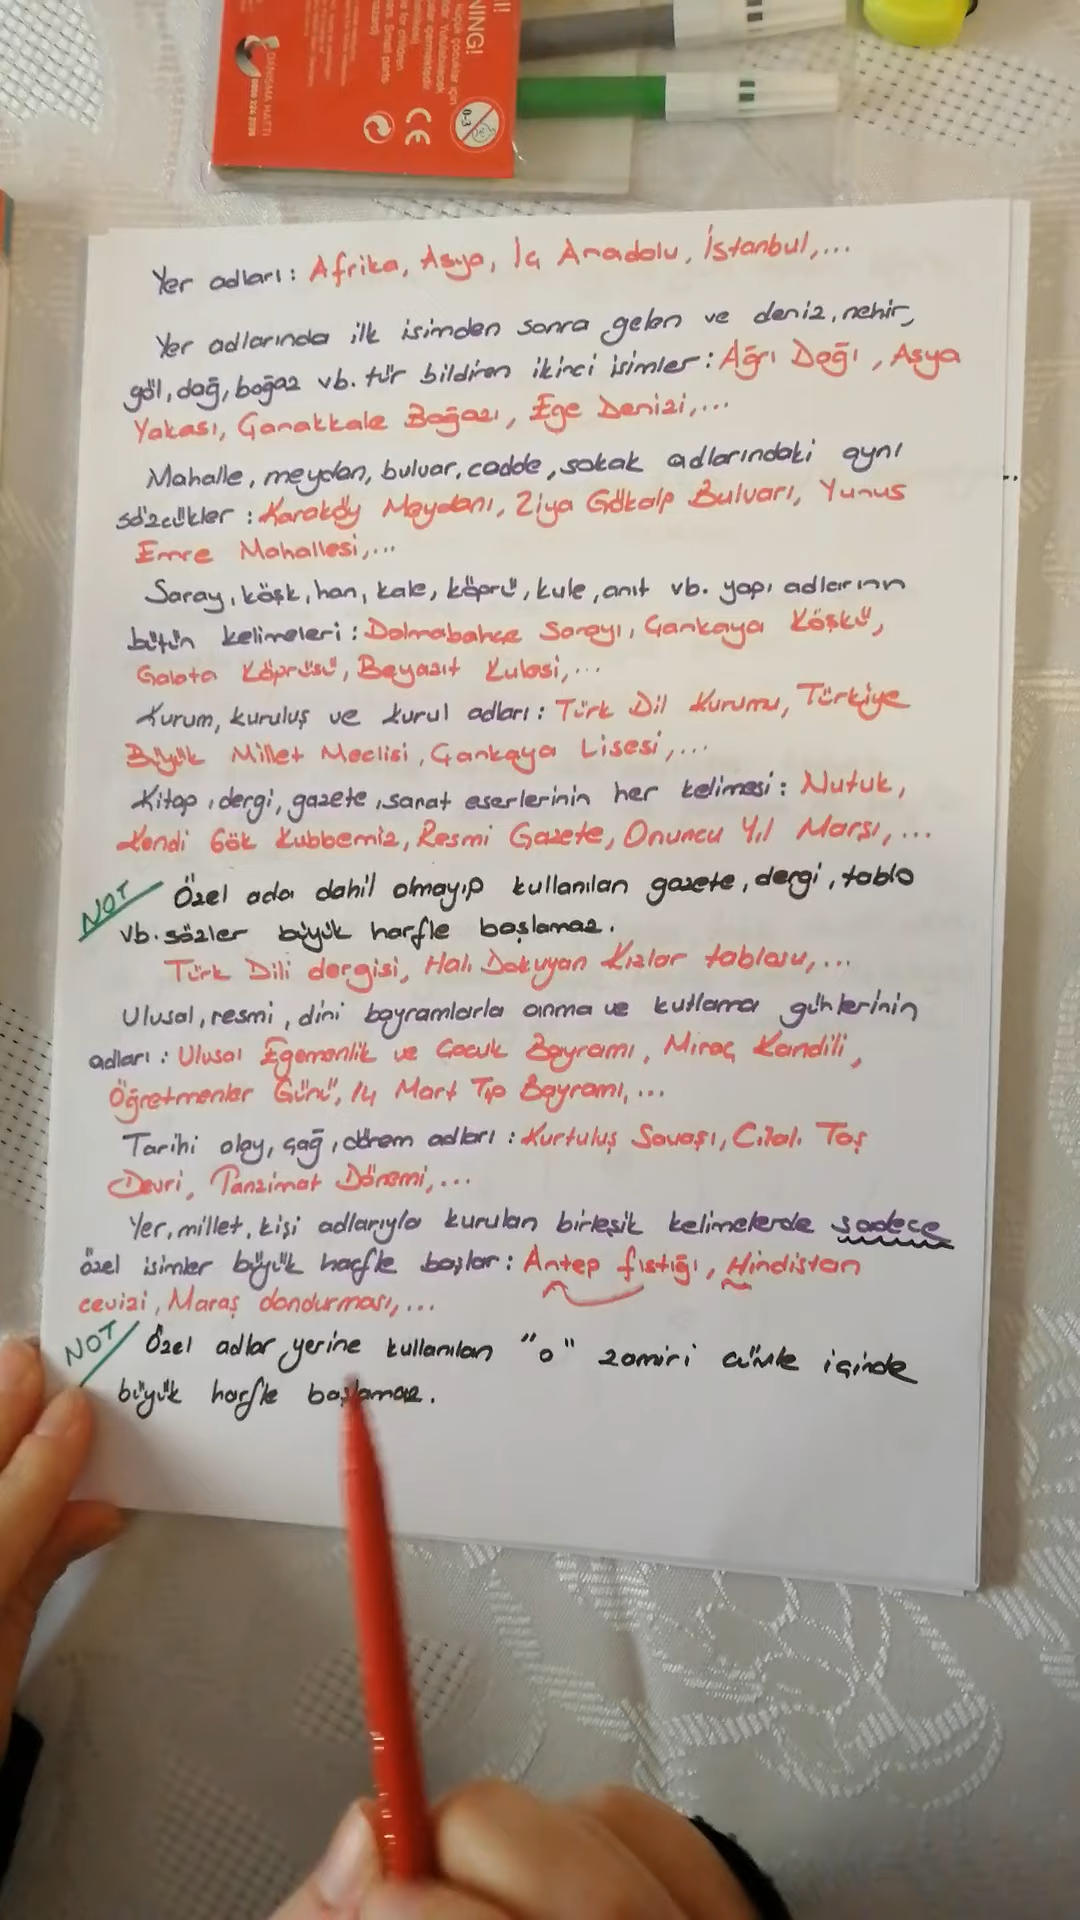 NING!
DANIŞMA HATTI
0-3
CE
Yer adları: Afrika, Asya, İç Anadolu, İstanbul,...
Yer adlarında ilk isimden sonra gelen ve deniz, nehir,
göl, dağ, boğaz vb. tür bildiren ikinci isimler: Ağrı Dağı, Asya
Yakası, Çanakkale Boğazı, Ege Denizi,...
Mahalle, meydan, bulvar, cadde, sokak adlarındaki aynı
sözcükler: Karaköy Meydanı, Ziya Gökalp Bulvarı, Yunus
Emre Mahallesi,...
Saray, köşk, han, kale, köprü, kule, anıt vb. yapı adlarının
bütün kelimeleri: Dolmabahçe Sarayı, Çankaya Köşkü,
Galata Köprüsü, Beyazıt Kulesi,...
Kurum, kuruluş ve kurul adları: Türk Dil Kurumu, Türkiye
Büyük Millet Meclisi, Çankaya Lisesi,...
Kitap, dergi, gazete, sanat eserlerinin her kelimesi: Nutuk,
Kendi Gök Kubbemiz, Resmi Gazete, Onuncu Yıl Marşı, ...
NOT Özel ada dahil olmayıp kullanılan gazete, dergi, tablo
vb. sözler büyük harfle başlamaz.
Türk Dili dergisi, Halı Dokuyan Kızlar tablosu,...
Ulusal, resmi, dini bayramlarla anma ve kutlama günlerinin
adları: Ulusal Egemenlik ve Çocuk Bayramı, Miraç Kandili,
Öğretmenler Günü, 14 Mart Tıp Bayramı,...
Tarihi olay, çağ, dönem adları: Kurtuluş Savaşı, Cilalı Taş
Devri, Tanzimat Dönemi,...
Yer, millet, kişi adlarıyla kurulan birleşik kelimelerde sadece
özel isimler büyük harfle başlar: Antep fıstığı, Hindistan
cevizi, Maraş dondurması,...
NOT Özel adlar yerine kullanılan "o" zamiri cümle içinde
büyük harfle başlamaz.